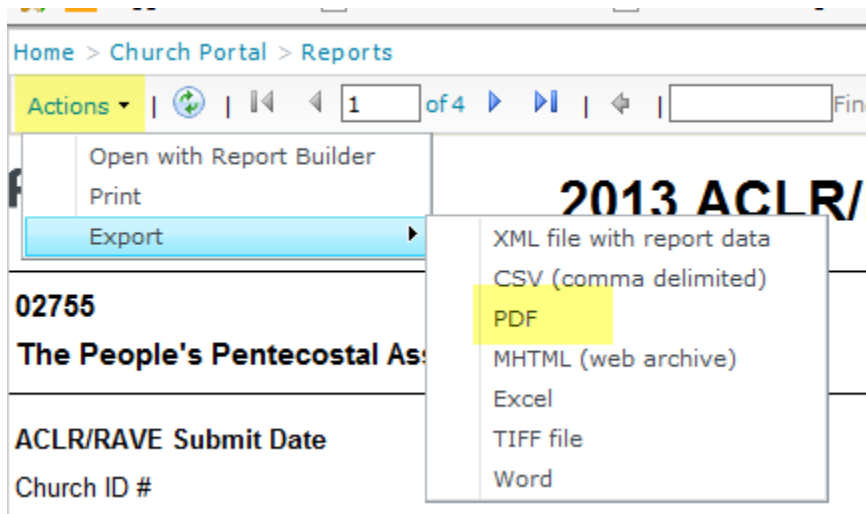 Home > Church Portal > Reports
Actions | | 1 of 4 | |
Open with Report Builder
Print
2013 ACLR/
Export
XML file with report data
CSV (comma delimited)
02755
PDF
The People's Pentecostal
MHTML (web archive)
Excel
ACLR/RAVE Submit Date
TIFF file
Church ID #
Word